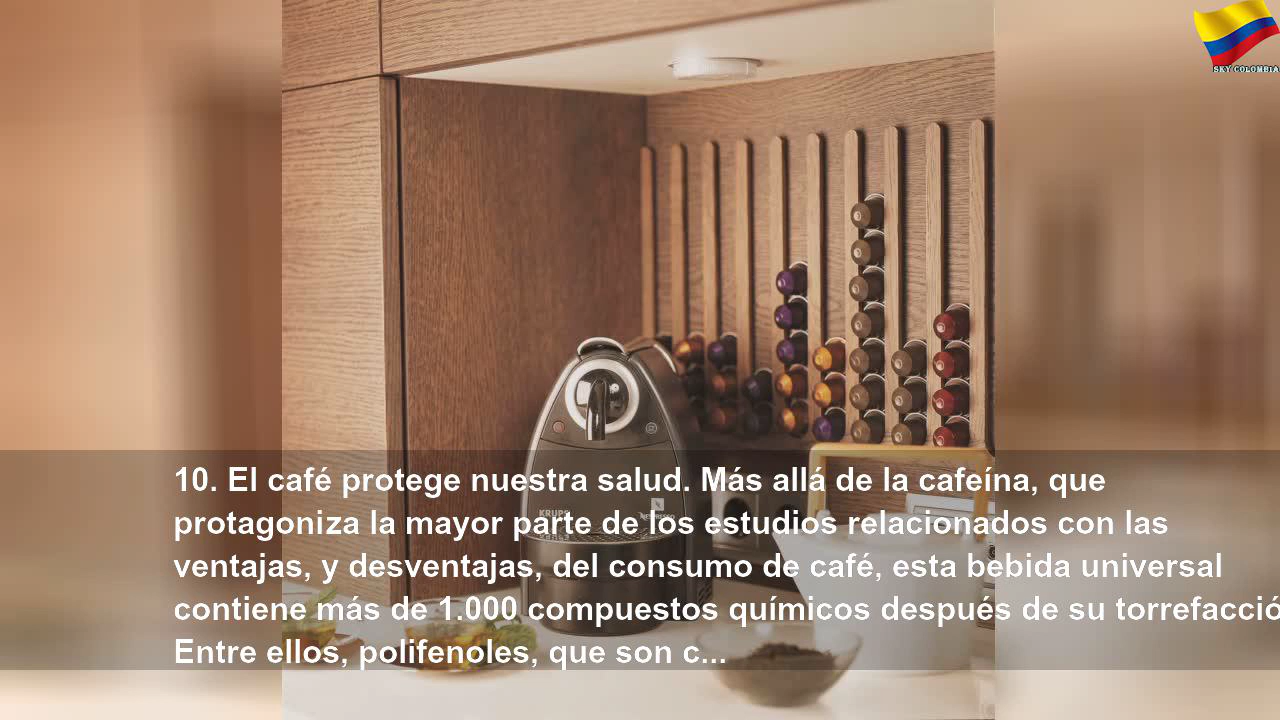 SKY COLOMBIA
10. El café protege nuestra salud. Más allá de la cafeína, que
protagoniza la mayor parte de los estudios relacionados con las
ventajas, y desventajas, del consumo de café, esta bebida universal
contiene más de 1.000 compuestos químicos después de su torrefacció
Entre ellos, polifenoles, que son c...
KRUPS
NESPRESSO